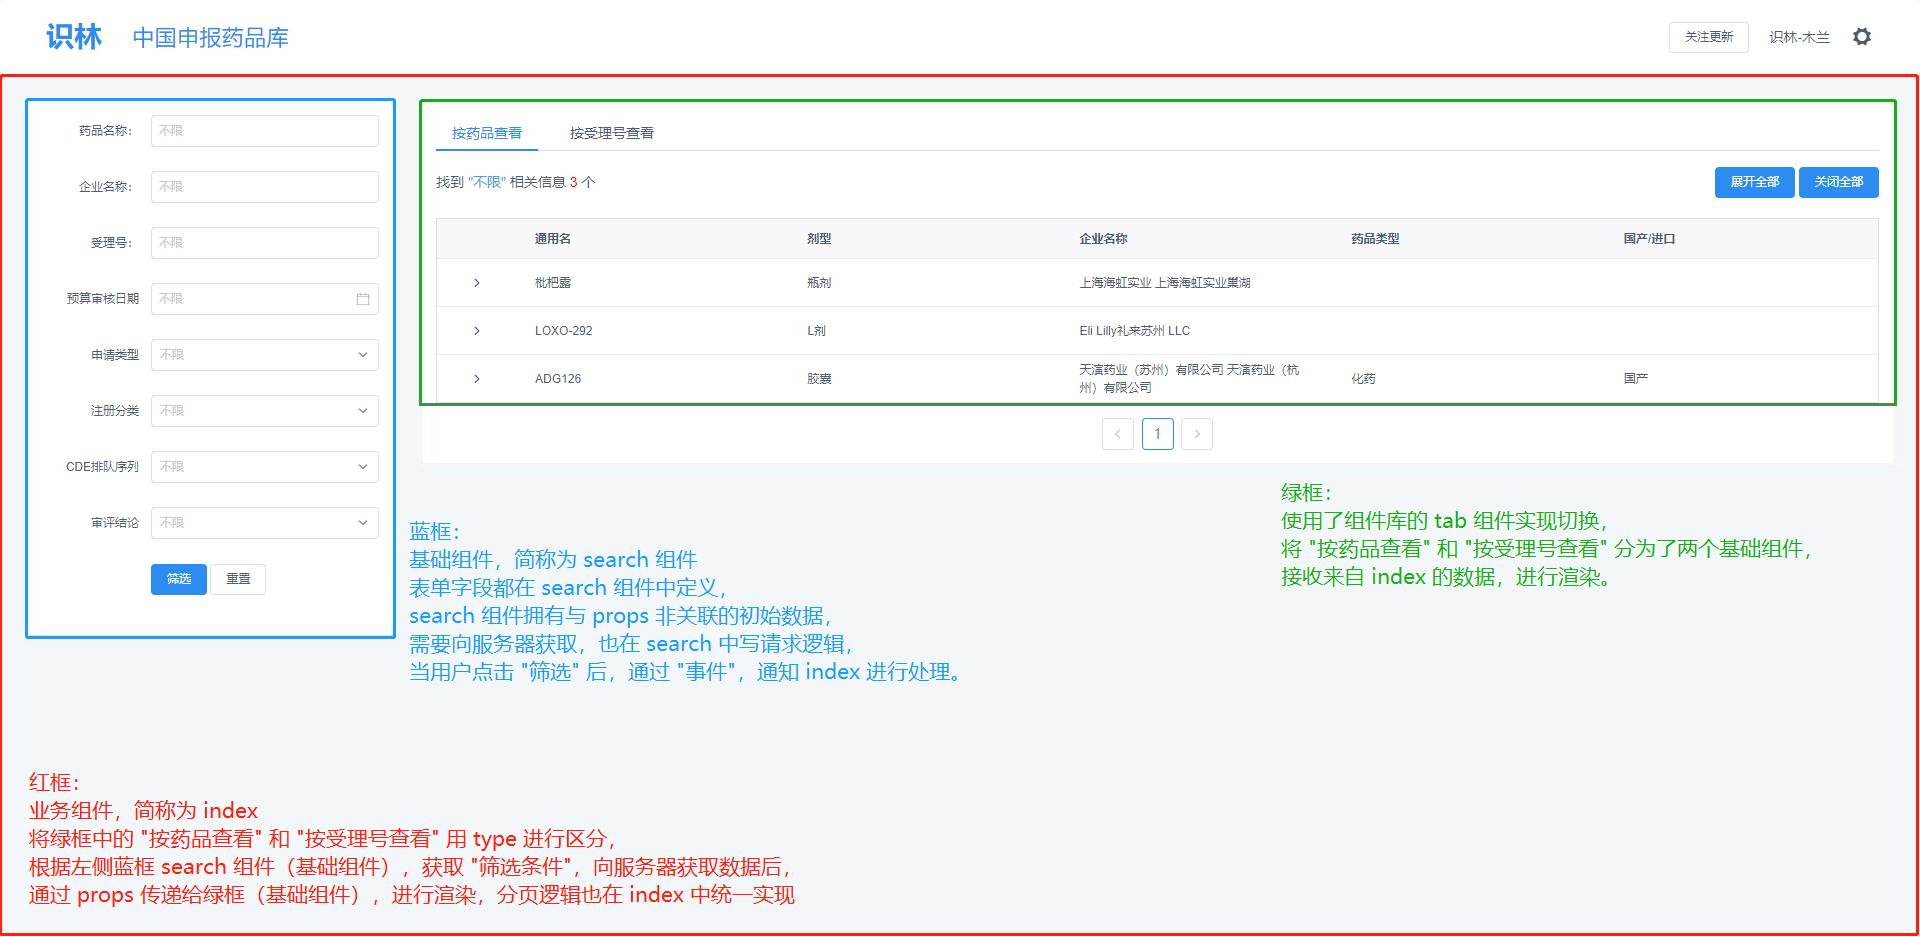 识林 中国申报药品库 关注更新 识林-木兰
药品名称： 不限
企业名称： 不限
受理号： 不限
预算审核日期 不限
申请类型 不限
注册分类 不限
CDE排队序列 不限
审评结论 不限
筛选 重置
按药品查看 按受理号查看
找到 "不限" 相关信息 3 个 展开全部 关闭全部
通用名 剂型 企业名称 药品类型 国产/进口
枇杷露 瓶剂 上海海虹实业 上海海虹实业巢湖
LOXO-292 L剂 Eli Lilly礼来苏州 LLC
ADG126 胶囊 天演药业（苏州）有限公司 天演药业（杭
州）有限公司 化药 国产
1
蓝框：
基础组件，简称为 search 组件
表单字段都在 search 组件中定义，
search 组件拥有与 props 非关联的初始数据，
需要向服务器获取，也在 search 中写请求逻辑，
当用户点击 "筛选" 后，通过 "事件"，通知 index 进行处理。
绿框：
使用了组件库的 tab 组件实现切换，
将 "按药品查看" 和 "按受理号查看" 分为了两个基础组件，
接收来自 index 的数据，进行渲染。
红框：
业务组件，简称为 index
将绿框中的 "按药品查看" 和 "按受理号查看" 用 type 进行区分，
根据左侧蓝框 search 组件（基础组件），获取 "筛选条件"，向服务器获取数据后，
通过 props 传递给绿框（基础组件），进行渲染，分页逻辑也在 index 中统一实现